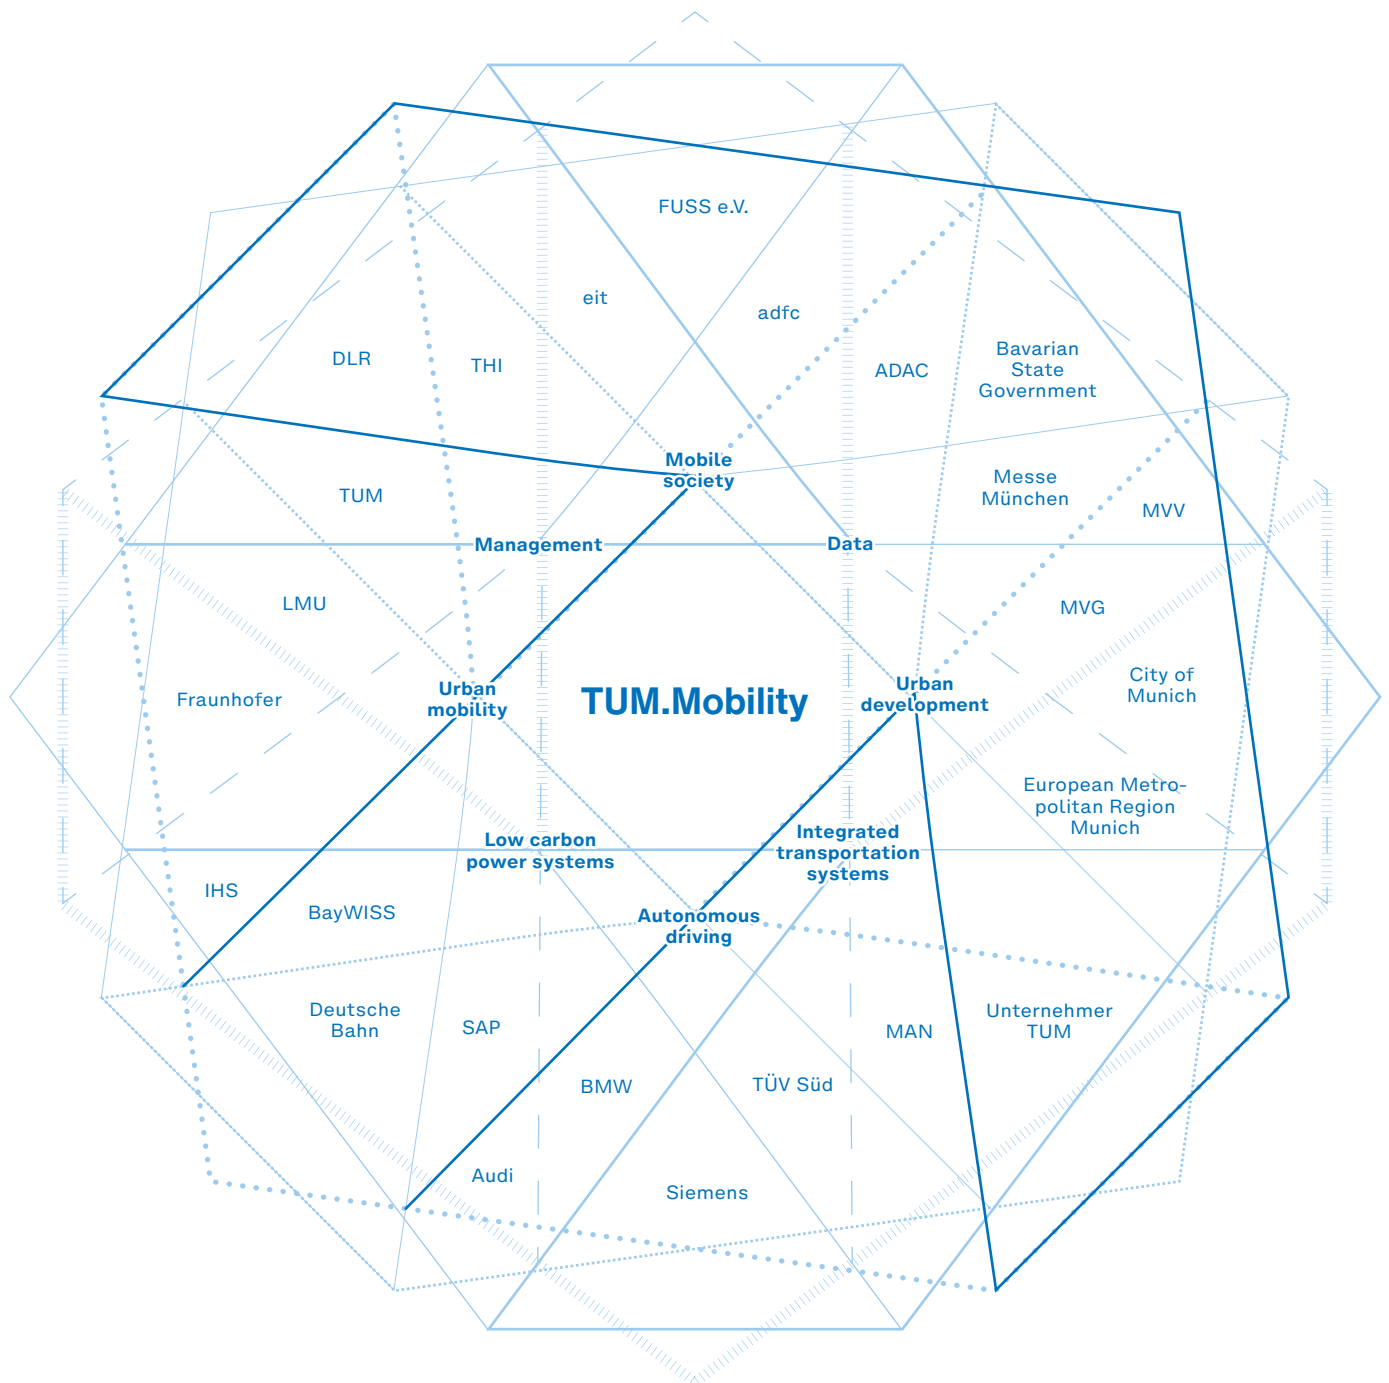 FUSS e.V.
eit
adfc
DLR
THI
ADAC
Bavarian
State
Government
Mobile
society
TUM
Messe
München
MVV
Management
Data
LMU
MVG
Fraunhofer
Urban
mobility
TUM.Mobility
Urban
development
City of
Munich
European Metro-
politan Region
Munich
Low carbon
power systems
Integrated
transportation
systems
IHS
BayWISS
Autonomous
driving
Deutsche
Bahn
SAP
MAN
Unternehmer
TUM
BMW
TÜV Süd
Audi
Siemens